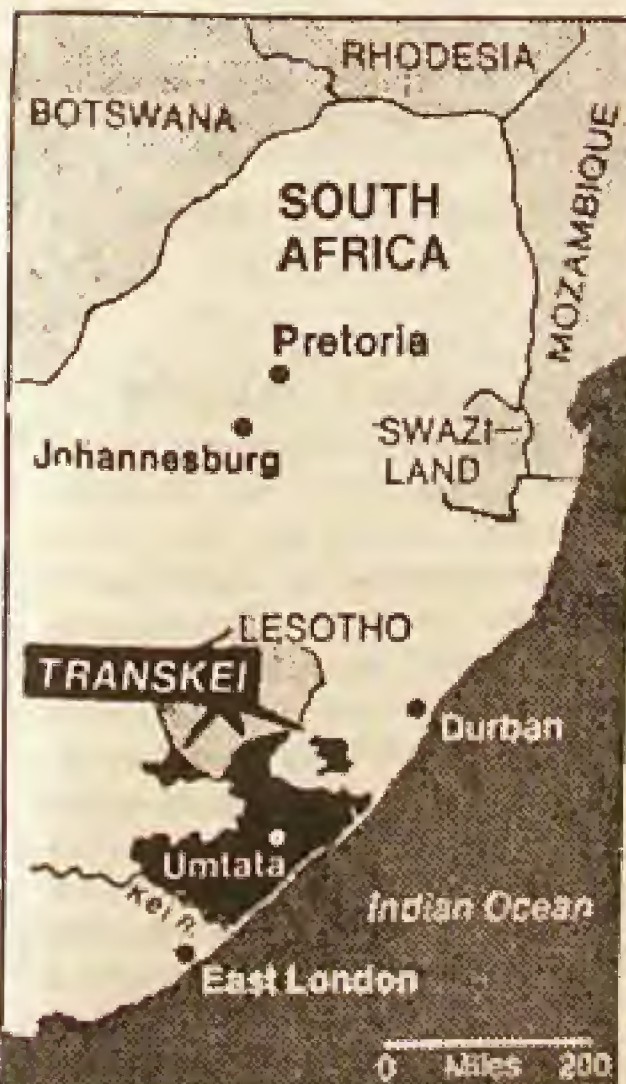 RHODESIA
BOTSWANA
MOZAMBIQUE
SOUTH
AFRICA
Pretoria
Johannesburg
SWAZI-
LAND
LESOTHO
TRANSKEI
Durban
Umtata
Kei R.
Indian Ocean
East London
0 Miles 200